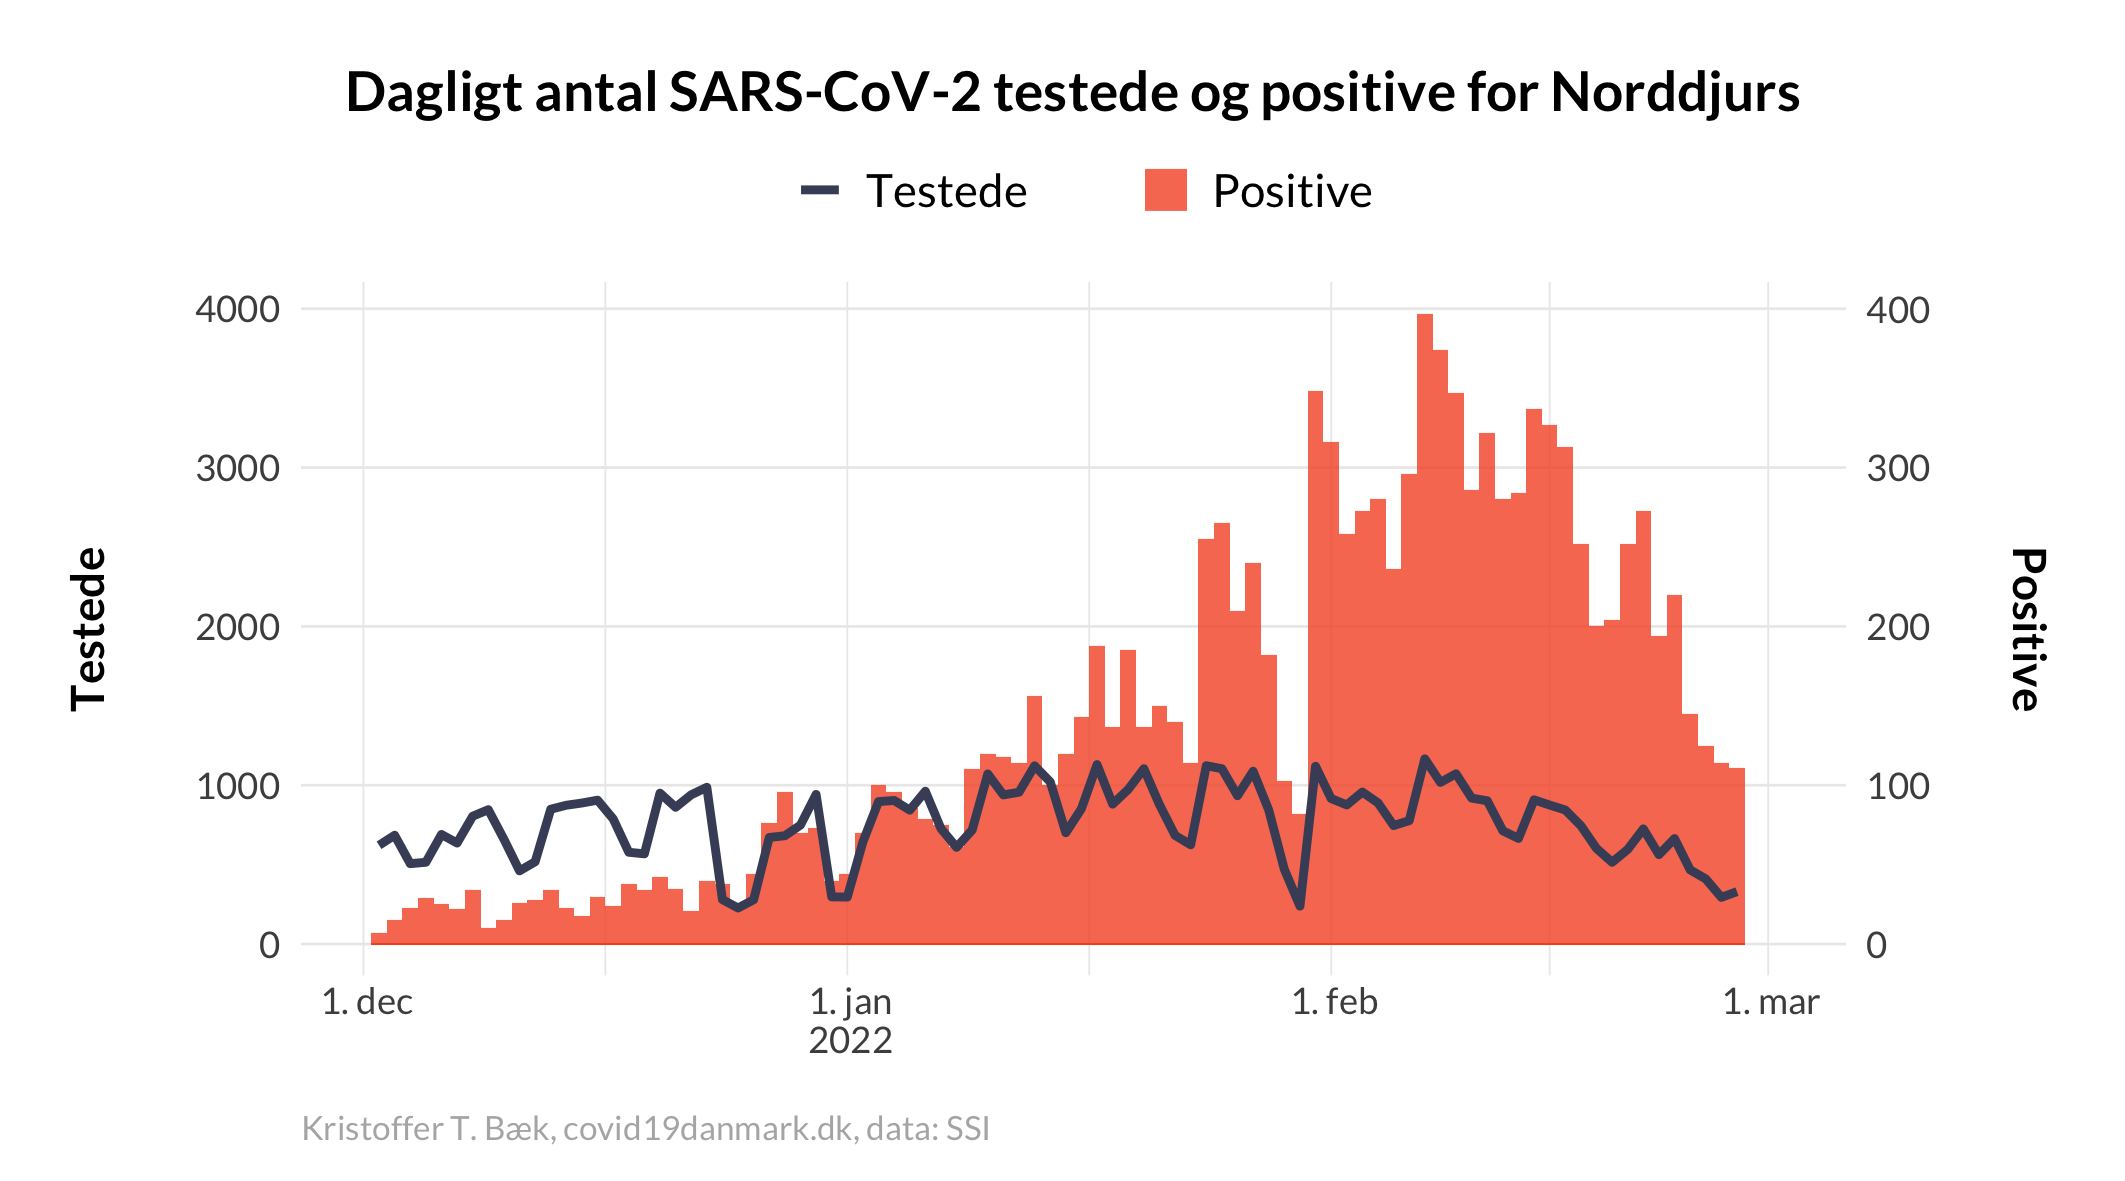 Dagligt antal SARS-CoV-2 testede og positive for Norddjurs
Testede
Positive
4000
3000
2000
1000
0
Testede
400
300
200
100
0
Positive
1. dec
1. jan
2022
1. feb
1. mar
Kristoffer T. Bæk, covid19danmark.dk, data: SSI